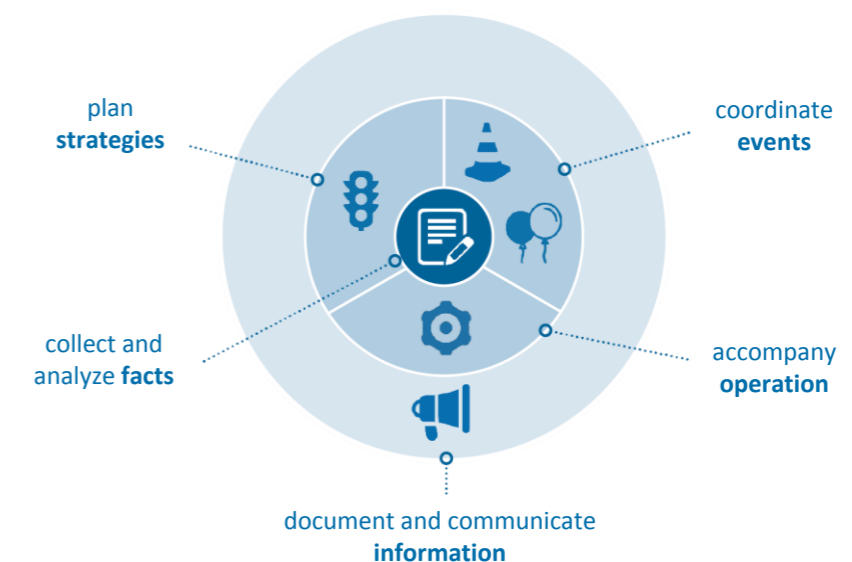 plan
strategies
coordinate
events
collect and
analyze facts
accompany
operation
document and communicate
information